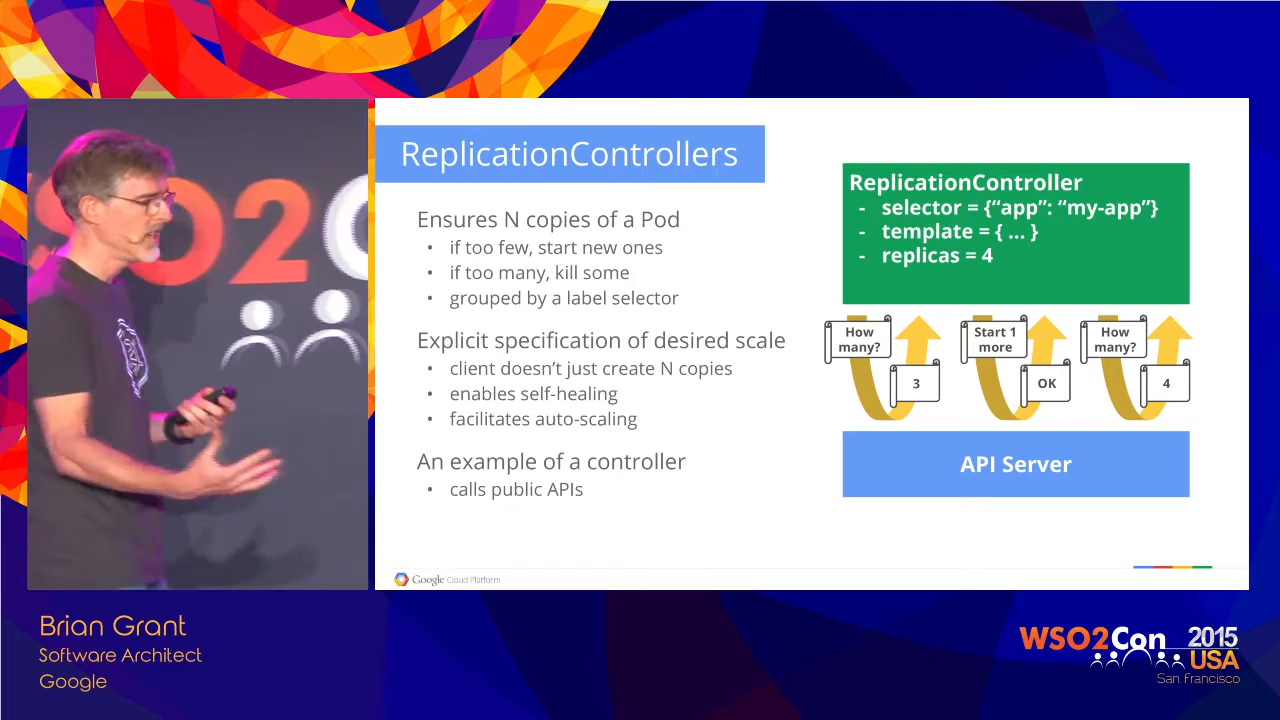 SO2C
ReplicationControllers
Ensures N copies of a Pod
• if too few, start new ones
• if too many, kill some
• grouped by a label selector
Explicit specification of desired scale
• client doesn't just create N copies
• enables self-healing
• facilitates auto-scaling
An example of a controller
• calls public APIs
ReplicationController
- selector = {“app”: “my-app”}
- template = { ... }
- replicas = 4
How
many?
3
Start 1
more
OK
How
many?
4
API Server
Google Cloud Platform
Brian Grant
Software Architect
Google
WSO2Con 2015
USA
San Francisco